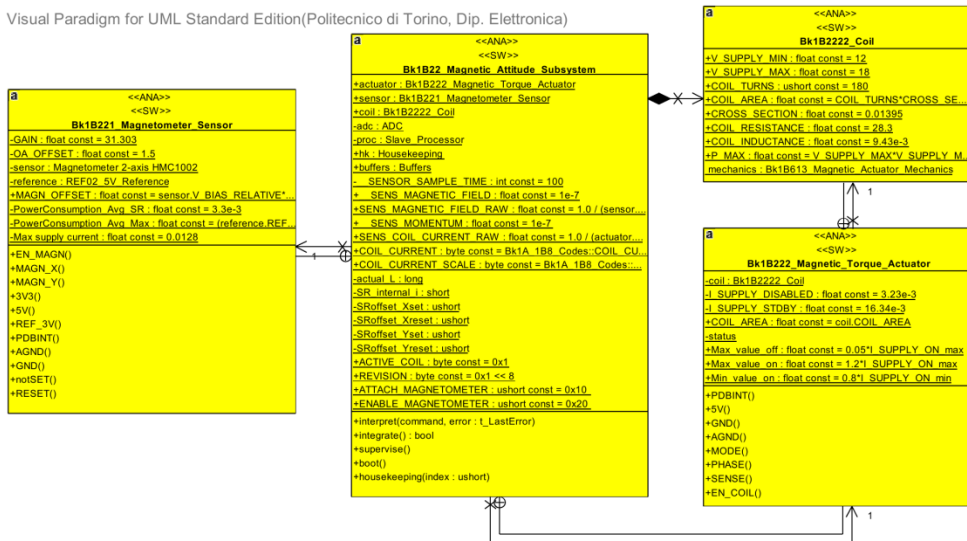 Visual Paradigm for UML Standard Edition(Politecnico di Torino, Dip. Elettronica)
a
<<ANA>>
<<SW>>
Bk1B221_Magnetometer_Sensor
-GAIN : float const = 31.303
-OA_OFFSET : float const = 1.5
-sensor : Magnetometer 2-axis HMC1002
-reference : REF02_5V_Reference
+MAGN_OFFSET : float const = sensor.V_BIAS_RELATIVE*...
-PowerConsumption_Avg_SR : float const = 3.3e-3
-PowerConsumption_Avg_Max : float const = (reference.REF...
-Max supply current : float const = 0.0128
+EN_MAGN()
+MAGN_X()
+MAGN_Y()
+3V3()
+5V()
+REF_3V()
+PDBINT()
+AGND()
+GND()
+notSET()
+RESET()
1
a
<<ANA>>
<<SW>>
Bk1B22_Magnetic_Attitude_Subsystem
+actuator : Bk1B222_Magnetic_Torque_Actuator
+sensor : Bk1B221_Magnetometer_Sensor
+coil : Bk1B2222_Coil
-adc : ADC
-proc : Slave_Processor
+hk : Housekeeping
+buffers : Buffers
-__SENSOR_SAMPLE_TIME : int const = 100
+__SENS_MAGNETIC_FIELD : float const = 1e-7
+SENS_MAGNETIC_FIELD_RAW : float const = 1.0 / (sensor....
+__SENS_MOMENTUM : float const = 1e-7
+SENS_COIL_CURRENT_RAW : float const = 1.0 / (actuator....
+COIL_CURRENT : byte const = Bk1A_1B8_Codes::COIL_CU...
+COIL_CURRENT_SCALE : byte const = Bk1A_1B8_Codes::...
-actual_L : long
-SR_internal_i : short
-SRoffset_Xset : ushort
-SRoffset_Xreset : ushort
-SRoffset_Yset : ushort
-SRoffset_Yreset : ushort
+ACTIVE_COIL : byte const = 0x1
+REVISION : byte const = 0x1 << 8
+ATTACH_MAGNETOMETER : ushort const = 0x10
+ENABLE_MAGNETOMETER : ushort const = 0x20
+interpret(command, error : t_LastError)
+integrate() : bool
+supervise()
+boot()
+housekeeping(index : ushort)
a
<<ANA>>
<<SW>>
Bk1B2222_Coil
+V_SUPPLY_MIN : float const = 12
+V_SUPPLY_MAX : float const = 18
+COIL_TURNS : ushort const = 180
+COIL_AREA : float const = COIL_TURNS*CROSS_SE...
+CROSS_SECTION : float const = 0.01395
+COIL_RESISTANCE : float const = 28.3
+COIL_INDUCTANCE : float const = 9.43e-3
+P_MAX : float const = V_SUPPLY_MAX*V_SUPPLY_M...
mechanics : Bk1B613_Magnetic_Actuator_Mechanics
1
a
<<ANA>>
<<SW>>
Bk1B222_Magnetic_Torque_Actuator
-coil : Bk1B2222_Coil
-I_SUPPLY_DISABLED : float const = 3.23e-3
-I_SUPPLY_STDBY : float const = 16.34e-3
+COIL_AREA : float const = coil.COIL_AREA
-status
+Max_value_off : float const = 0.05*I_SUPPLY_ON_max
+Max_value_on : float const = 1.2*I_SUPPLY_ON_max
+Min_value_on : float const = 0.8*I_SUPPLY_ON_min
+PDBINT()
+5V()
+GND()
+AGND()
+MODE()
+PHASE()
+SENSE()
+EN_COIL()
1